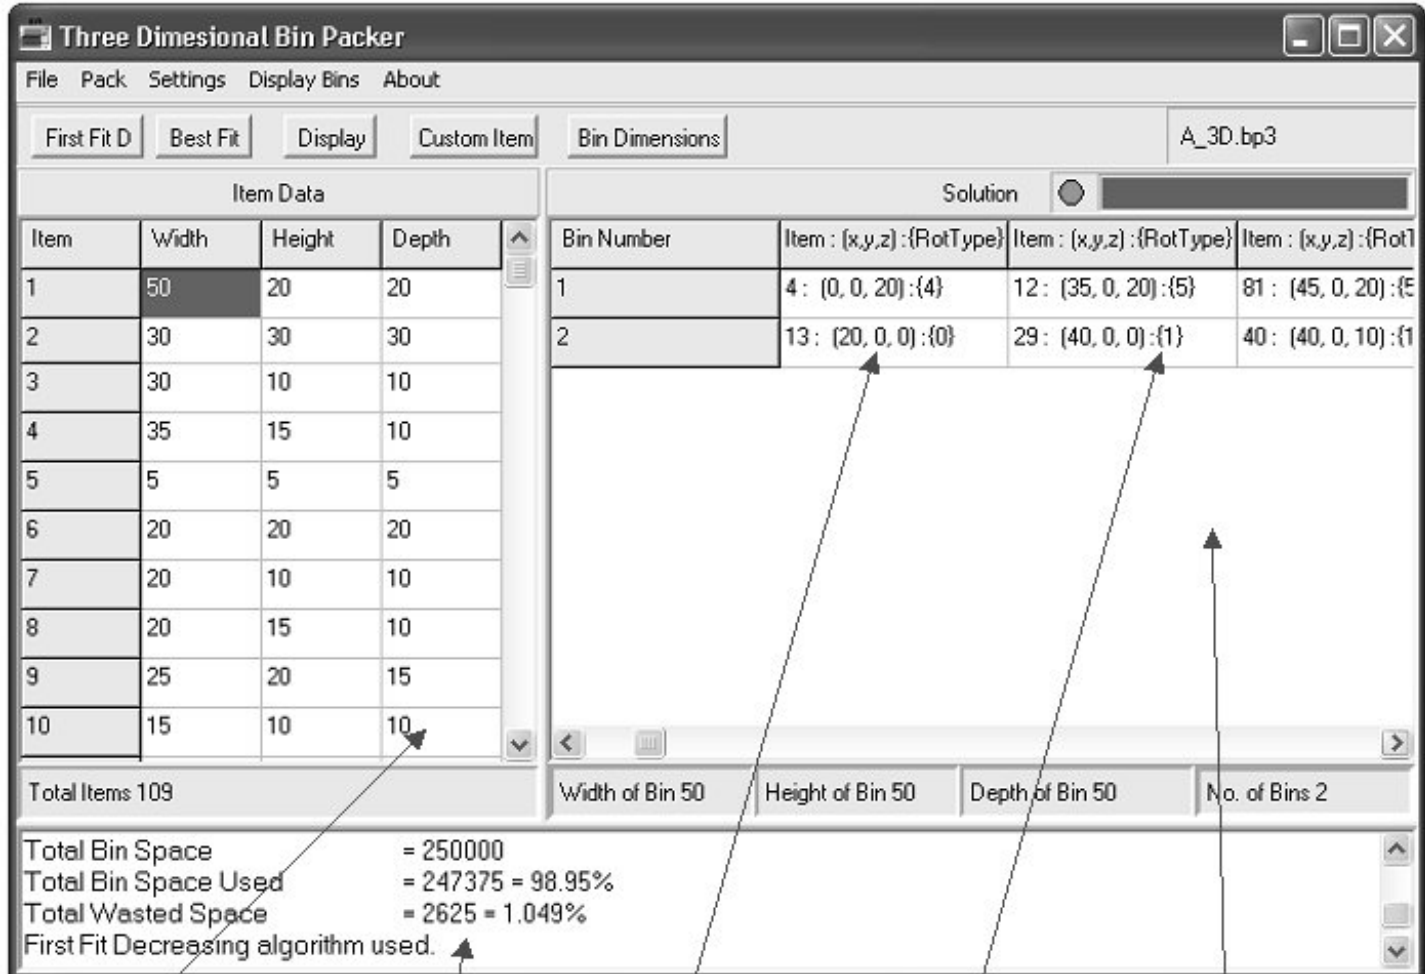 Three Dimesional Bin Packer
File Pack Settings Display Bins About
First Fit D Best Fit Display Custom Item Bin Dimensions A_3D.bp3
Item Data Solution
Item Width Height Depth Bin Number Item : (x,y,z) :{RotType} Item : (x,y,z) :{RotType} Item : (x,y,z) :{RotT
1 50 20 20 1 4 : (0, 0, 20) :{4} 12 : (35, 0, 20) :{5} 81 : (45, 0, 20) :{5
2 30 30 30 2 13 : (20, 0, 0) :{0} 29 : (40, 0, 0) :{1} 40 : (40, 0, 10) :{1
3 30 10 10
4 35 15 10
5 5 5 5
6 20 20 20
7 20 10 10
8 20 15 10
9 25 20 15
10 15 10 10
Total Items 109 Width of Bin 50 Height of Bin 50 Depth of Bin 50 No. of Bins 2
Total Bin Space = 250000
Total Bin Space Used = 247375 = 98.95%
Total Wasted Space = 2625 = 1.049%
First Fit Decreasing algorithm used.